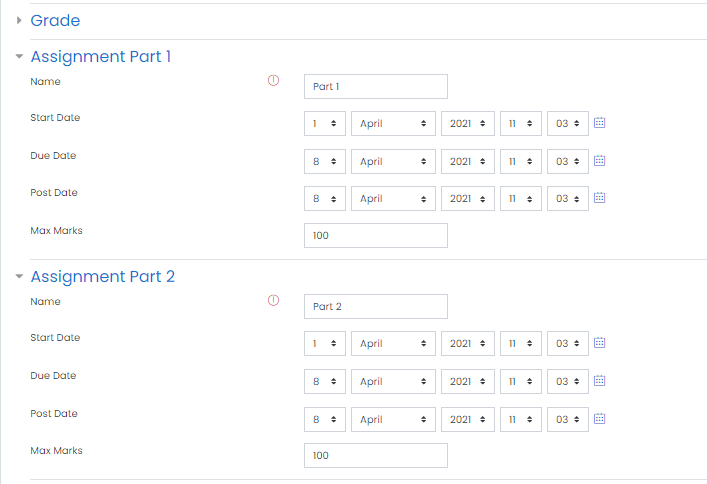 Grade
Assignment Part 1
Name Part 1
Start Date 1 April 2021 11 03
Due Date 8 April 2021 11 03
Post Date 8 April 2021 11 03
Max Marks 100
Assignment Part 2
Name Part 2
Start Date 1 April 2021 11 03
Due Date 8 April 2021 11 03
Post Date 8 April 2021 11 03
Max Marks 100